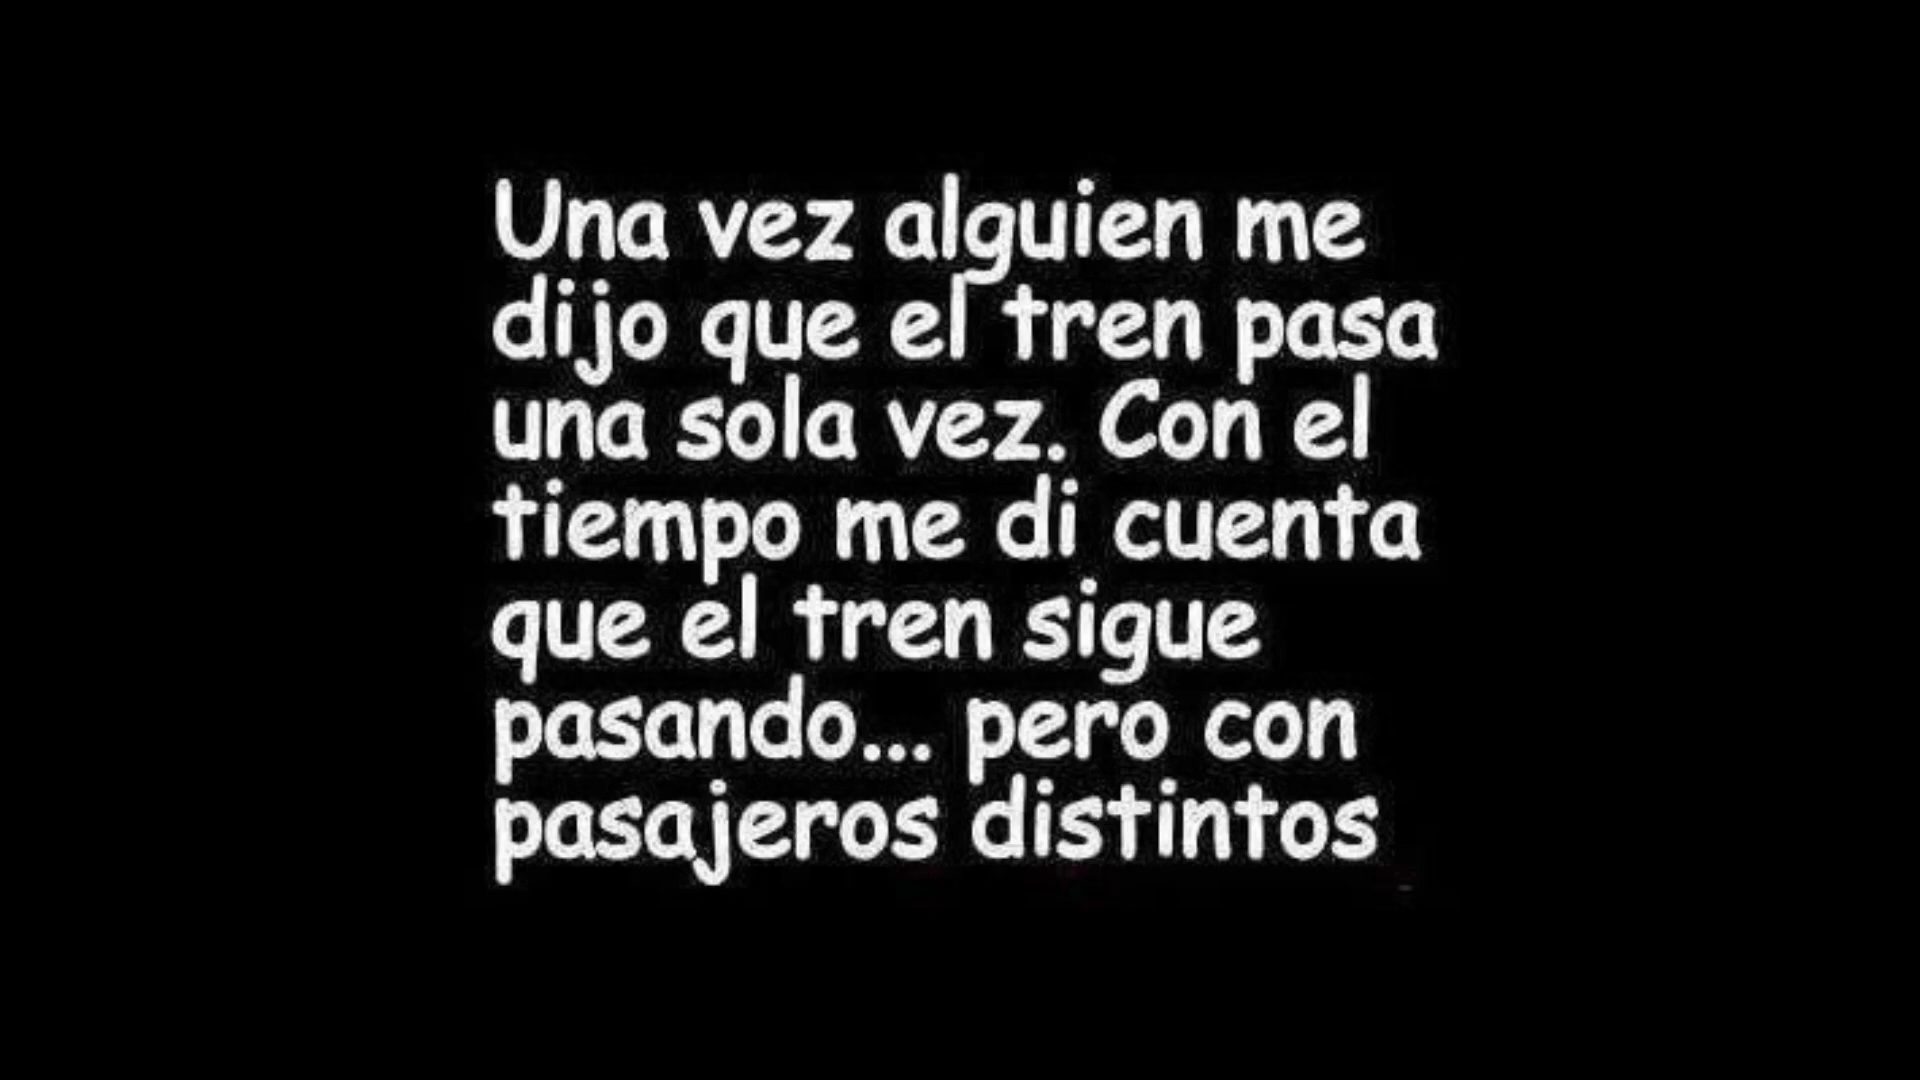 Una vez alguien me
dijo que el tren pasa
una sola vez. Con el
tiempo me di cuenta
que el tren sigue
pasando... pero con
pasajeros distintos